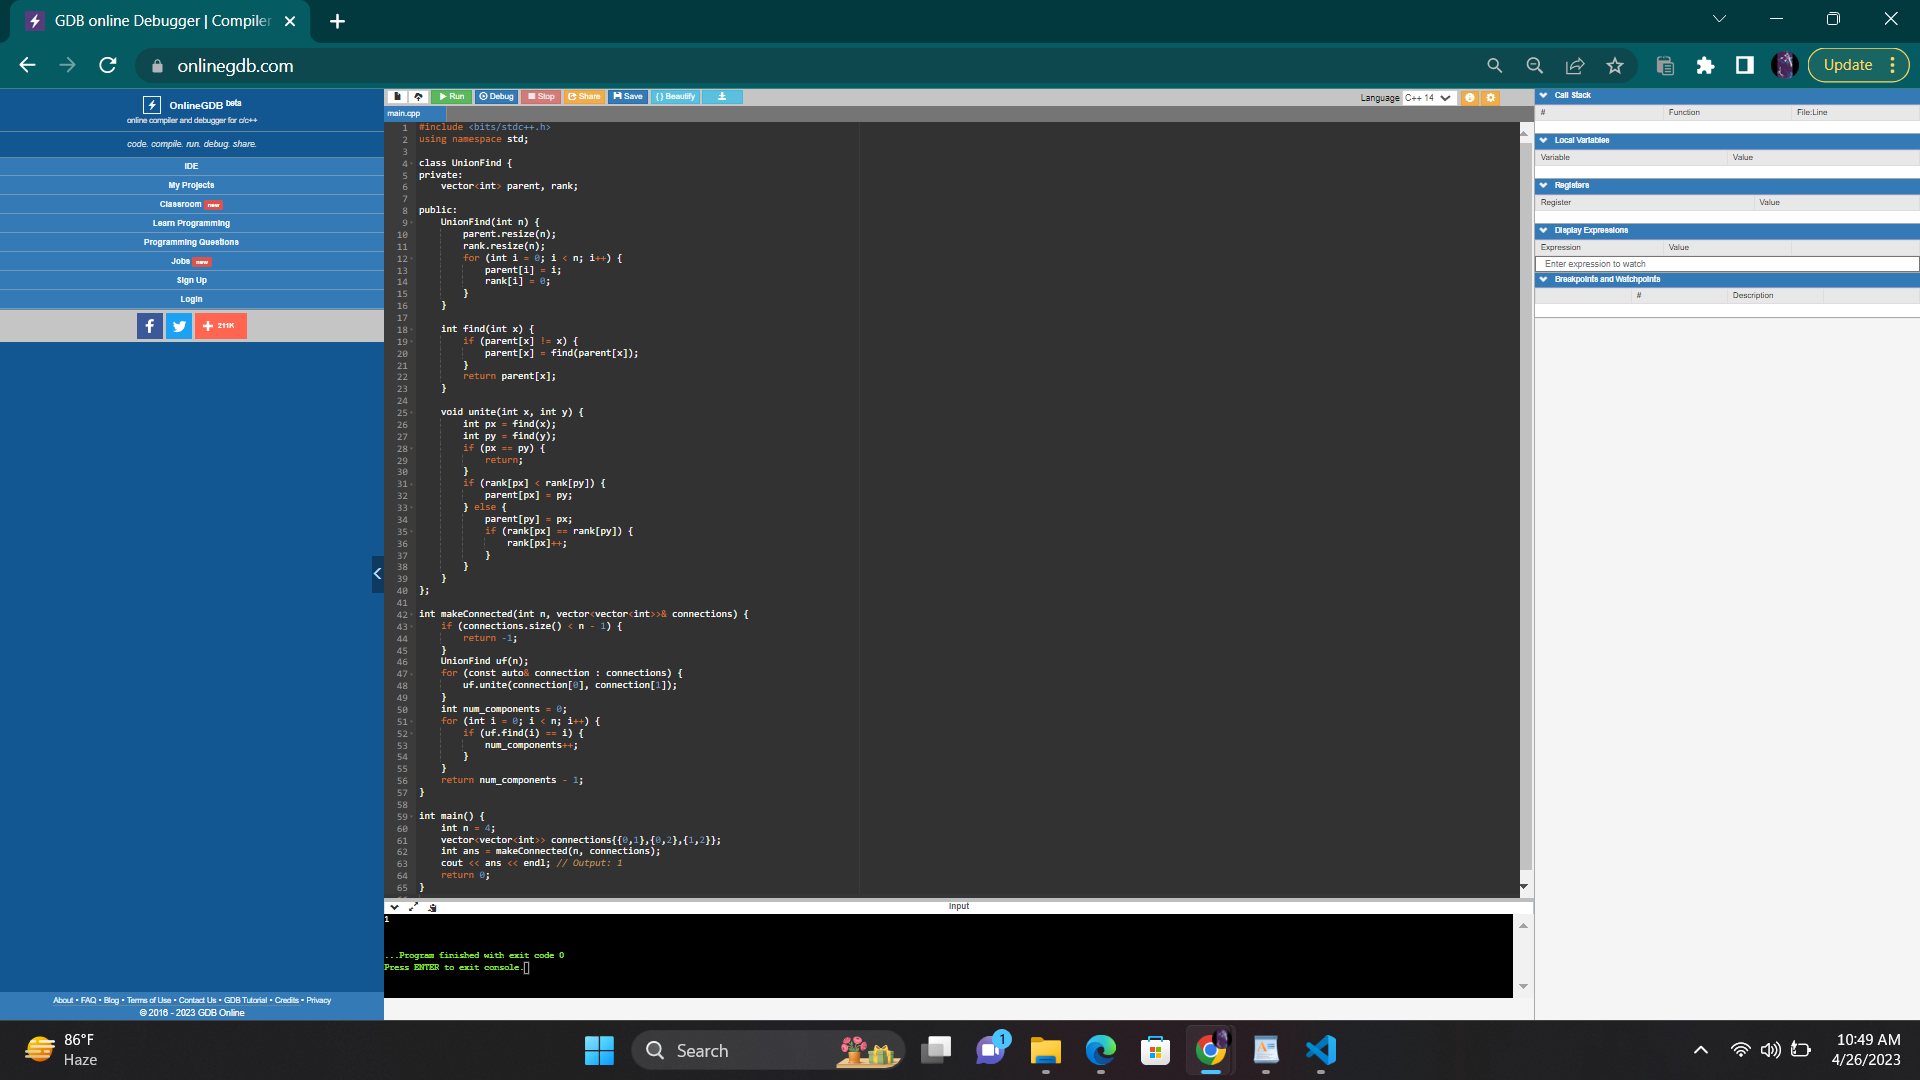 GDB online Debugger | Compiler
onlinegdb.com
Update
OnlineGDB beta
online compiler and debugger for c/c++
code. compile. run. debug. share.
IDE
My Projects
Classroom new
Learn Programming
Programming Questions
Jobs new
Sign Up
Login
211K
About • FAQ • Blog • Terms of Use • Contact Us • GDB Tutorial • Credits • Privacy
© 2016 - 2023 GDB Online
Run Debug Stop Share Save {} Beautify
Language C++ 14
main.cpp
1 #include <bits/stdc++.h>
2 using namespace std;
3
4 class UnionFind {
5 private:
6 vector<int> parent, rank;
7
8 public:
9 UnionFind(int n) {
10 parent.resize(n);
11 rank.resize(n);
12 for (int i = 0; i < n; i++) {
13 parent[i] = i;
14 rank[i] = 0;
15 }
16 }
17
18 int find(int x) {
19 if (parent[x] != x) {
20 parent[x] = find(parent[x]);
21 }
22 return parent[x];
23 }
24
25 void unite(int x, int y) {
26 int px = find(x);
27 int py = find(y);
28 if (px == py) {
29 return;
30 }
31 if (rank[px] < rank[py]) {
32 parent[px] = py;
33 } else {
34 parent[py] = px;
35 if (rank[px] == rank[py]) {
36 rank[px]++;
37 }
38 }
39 }
40 };
41
42 int makeConnected(int n, vector<vector<int>>& connections) {
43 if (connections.size() < n - 1) {
44 return -1;
45 }
46 UnionFind uf(n);
47 for (const auto& connection : connections) {
48 uf.unite(connection[0], connection[1]);
49 }
50 int num_components = 0;
51 for (int i = 0; i < n; i++) {
52 if (uf.find(i) == i) {
53 num_components++;
54 }
55 }
56 return num_components - 1;
57 }
58
59 int main() {
60 int n = 4;
61 vector<vector<int>> connections{{0,1},{0,2},{1,2}};
62 int ans = makeConnected(n, connections);
63 cout << ans << endl; // Output: 1
64 return 0;
65 }
input
1
...Program finished with exit code 0
Press ENTER to exit console.
Call Stack
# Function File:Line
Local Variables
Variable Value
Registers
Register Value
Display Expressions
Expression Value
Enter expression to watch
Breakpoints and Watchpoints
# Description
86°F
Haze
Search
1
10:49 AM
4/26/2023